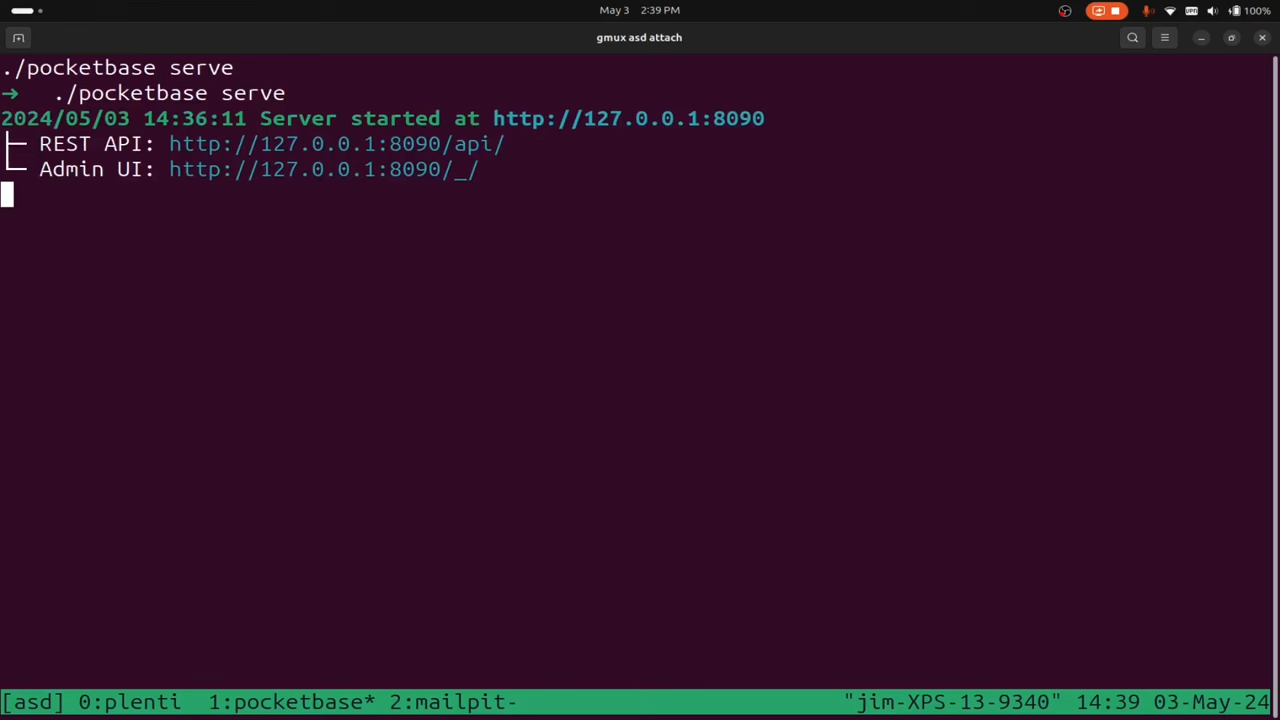 May 3 2:39 PM
100%
gmux asd attach
./pocketbase serve
➜ ./pocketbase serve
2024/05/03 14:36:11 Server started at http://127.0.0.1:8090
├─ REST API: http://127.0.0.1:8090/api/
└─ Admin UI: http://127.0.0.1:8090/_/
[asd] 0:plenti 1:pocketbase* 2:mailpit- "jim-XPS-13-9340" 14:39 03-May-24